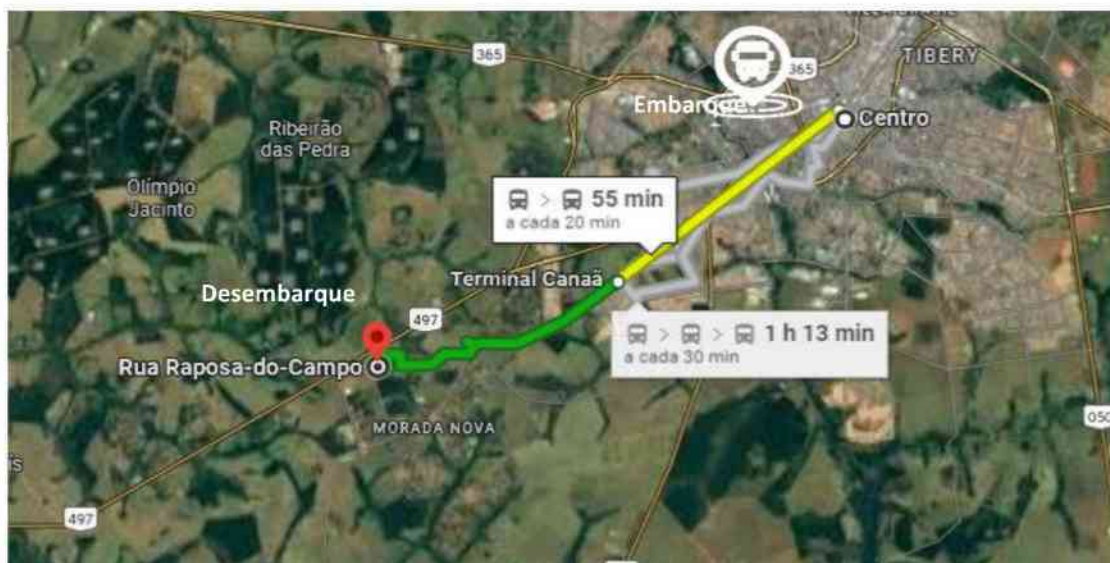 365
365
TIBERY
Embarque
Centro
Ribeirão
das Pedra
Olímpio
Jacinto
> 55 min
a cada 20 min
Terminal Canaã
Desembarque
497
> > 1 h 13 min
a cada 30 min
Rua Raposa-do-Campo
MORADA NOVA
050
497